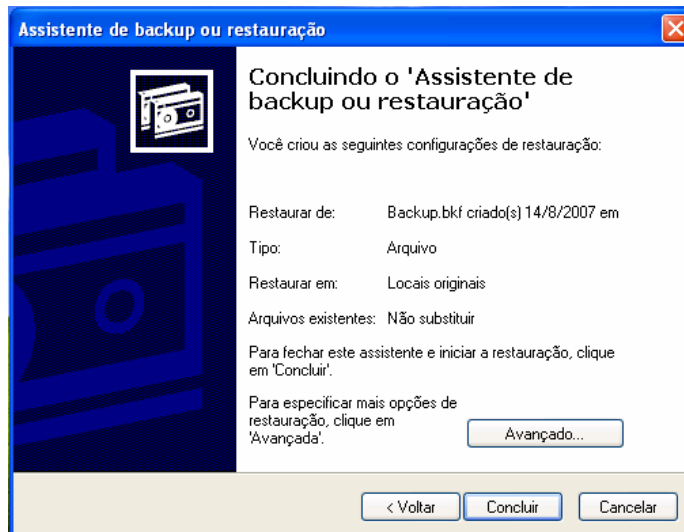 Assistente de backup ou restauração
Concluindo o 'Assistente de
backup ou restauração'
Você criou as seguintes configurações de restauração:
Restaurar de: Backup.bkf criado(s) 14/8/2007 em
Tipo: Arquivo
Restaurar em: Locais originais
Arquivos existentes: Não substituir
Para fechar este assistente e iniciar a restauração, clique
em 'Concluir'.
Para especificar mais opções de
restauração, clique em
'Avançada'.
Avançado...
< Voltar Concluir Cancelar